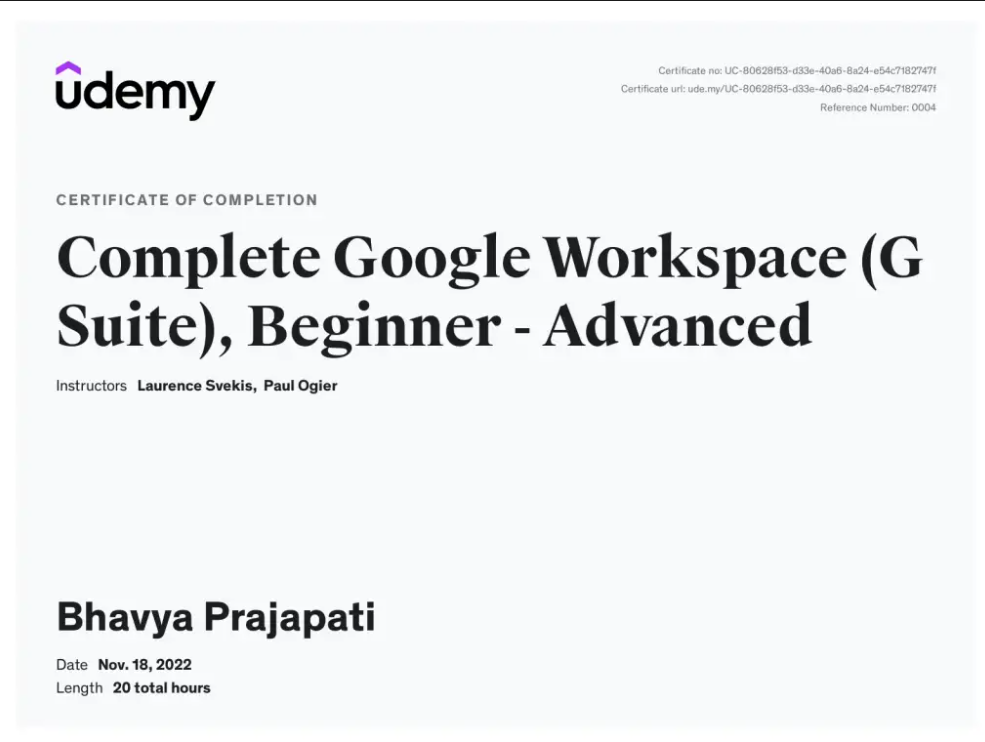 udemy
Certificate no: UC-80628f53-d33e-40a6-8a24-e54c7182747f
Certificate url: ude.my/UC-80628f53-d33e-40a6-8a24-e54c7182747f
Reference Number: 0004
CERTIFICATE OF COMPLETION
Complete Google Workspace (G
Suite), Beginner - Advanced
Instructors Laurence Svekis, Paul Ogier
Bhavya Prajapati
Date Nov. 18, 2022
Length 20 total hours